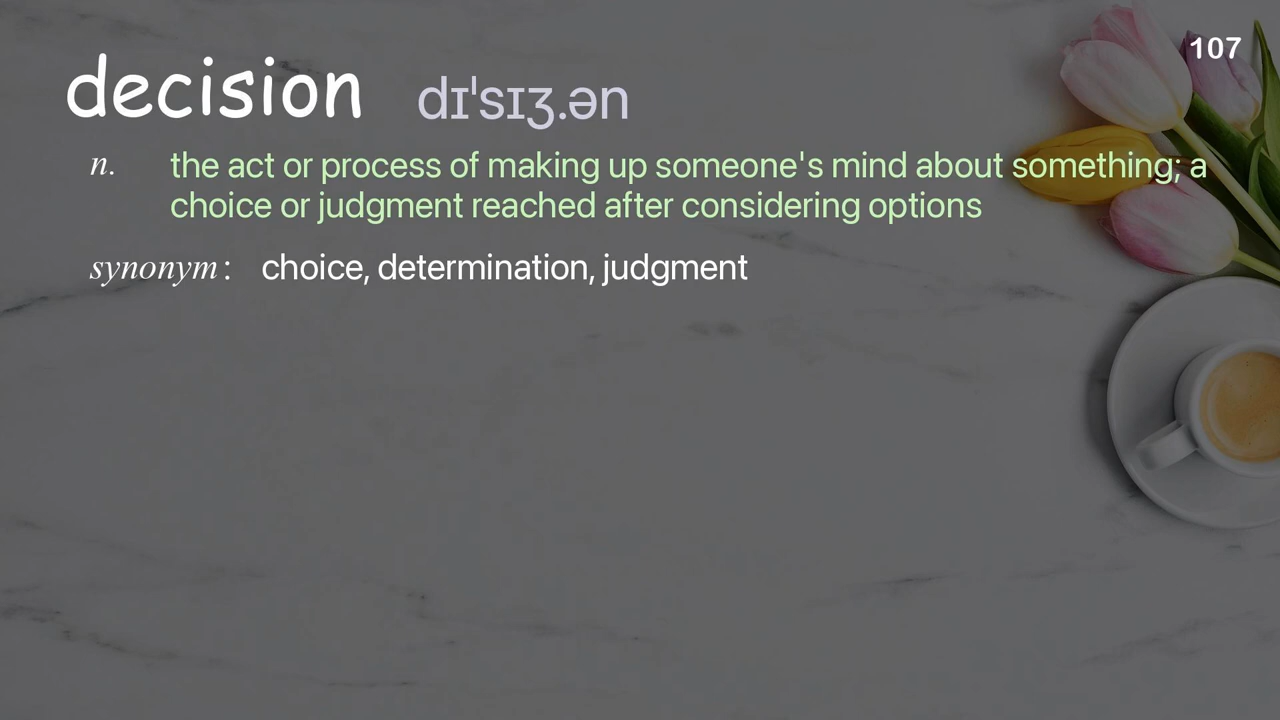 107
decision dɪˈsɪʒ.ən
n. the act or process of making up someone's mind about something; a
choice or judgment reached after considering options
synonym: choice, determination, judgment